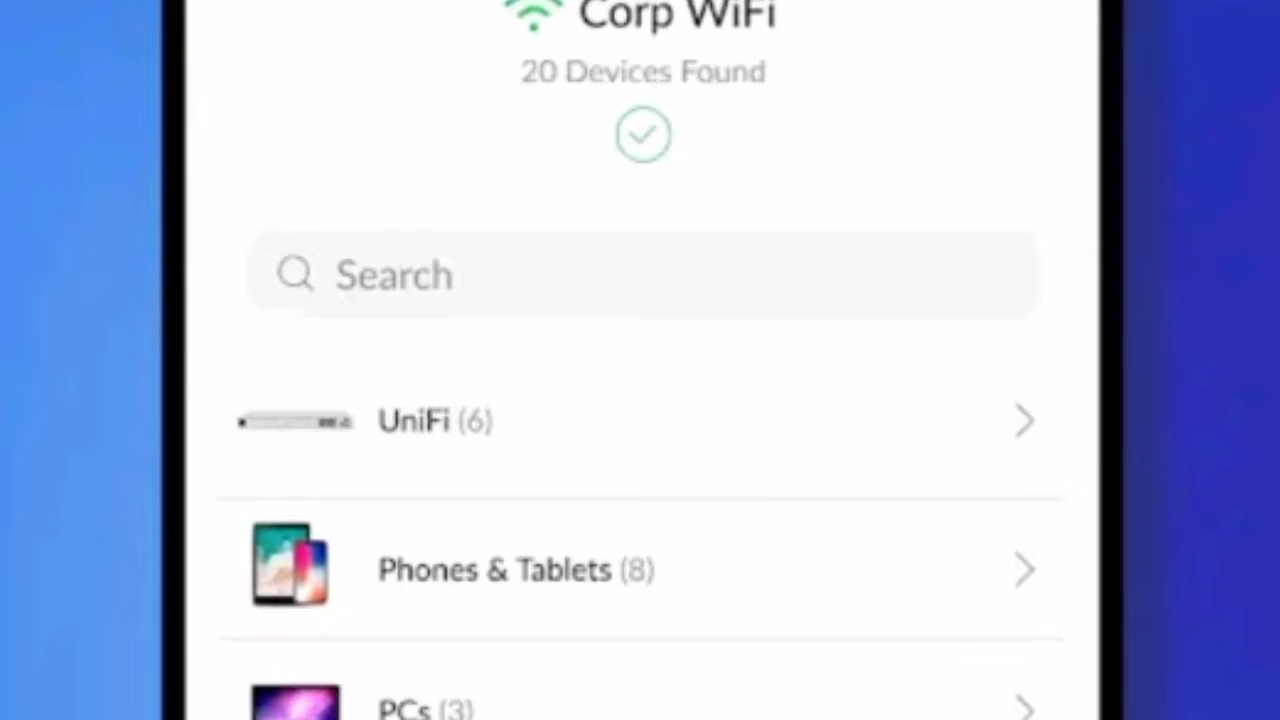 Corp WiFi
20 Devices Found
Search
UniFi (6)
Phones & Tablets (8)
PCs (3)